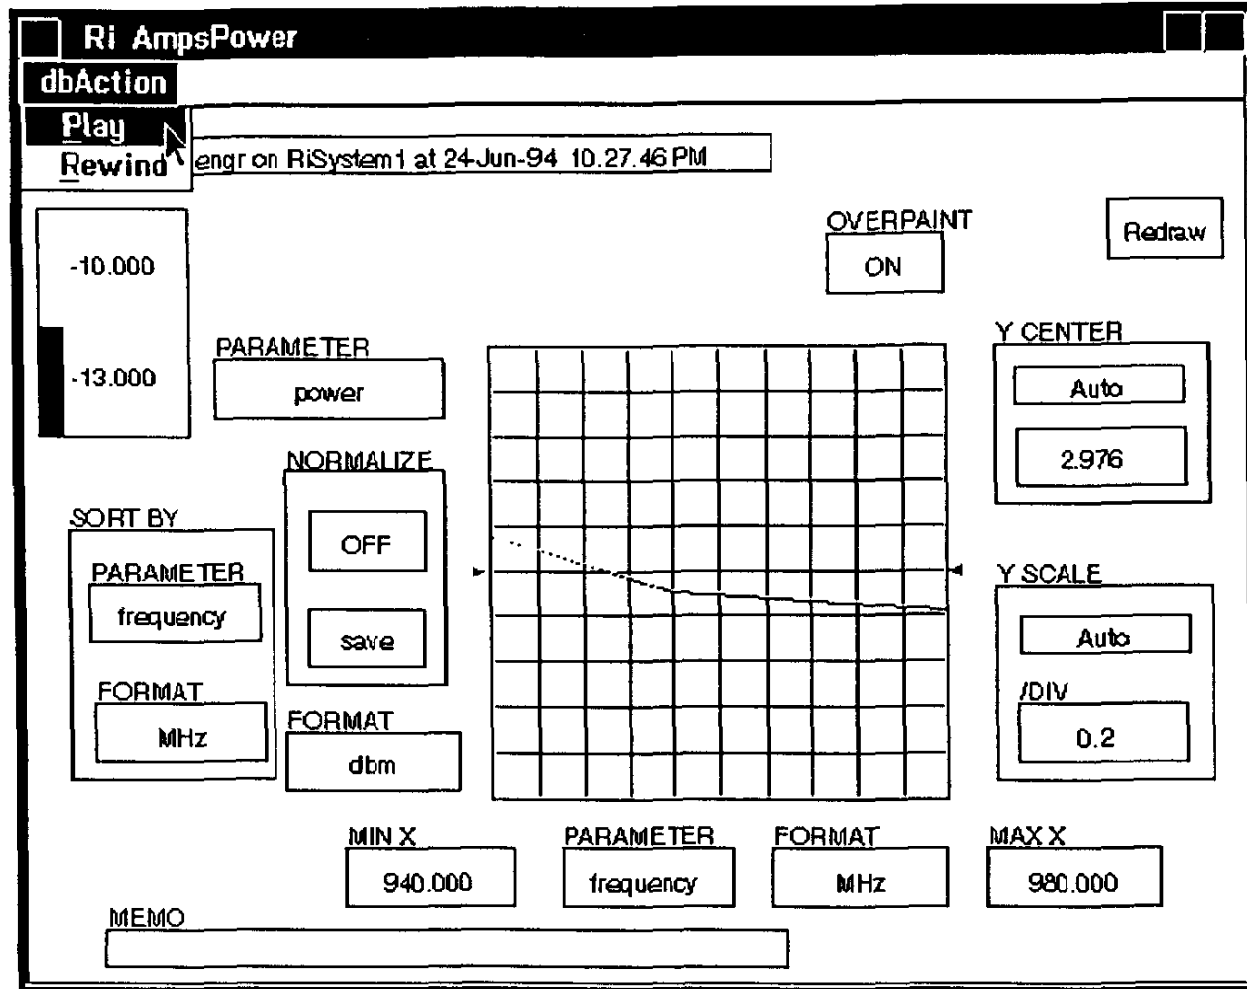 Ri AmpsPower
dbAction
Play
Rewind
engr on RiSystem1 at 24-Jun-94 10.27.46 PM
OVERPAINT
ON
Redraw
-10.000
-13.000
PARAMETER
power
Y CENTER
Auto
2.976
NORMALIZE
OFF
save
SORT BY
PARAMETER
frequency
FORMAT
MHz
FORMAT
dbm
Y SCALE
Auto
/DIV
0.2
MIN X
940.000
PARAMETER
frequency
FORMAT
MHz
MAX X
980.000
MEMO